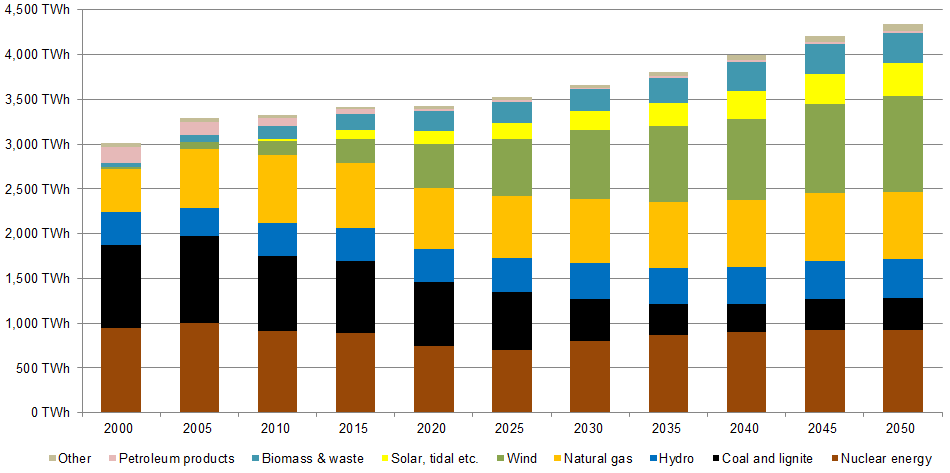 4,500 TWh
4,000 TWh
3,500 TWh
3,000 TWh
2,500 TWh
2,000 TWh
1,500 TWh
1,000 TWh
500 TWh
0 TWh
2000 2005 2010 2015 2020 2025 2030 2035 2040 2045 2050
Other Petroleum products Biomass & waste Solar, tidal etc. Wind Natural gas Hydro Coal and lignite Nuclear energy